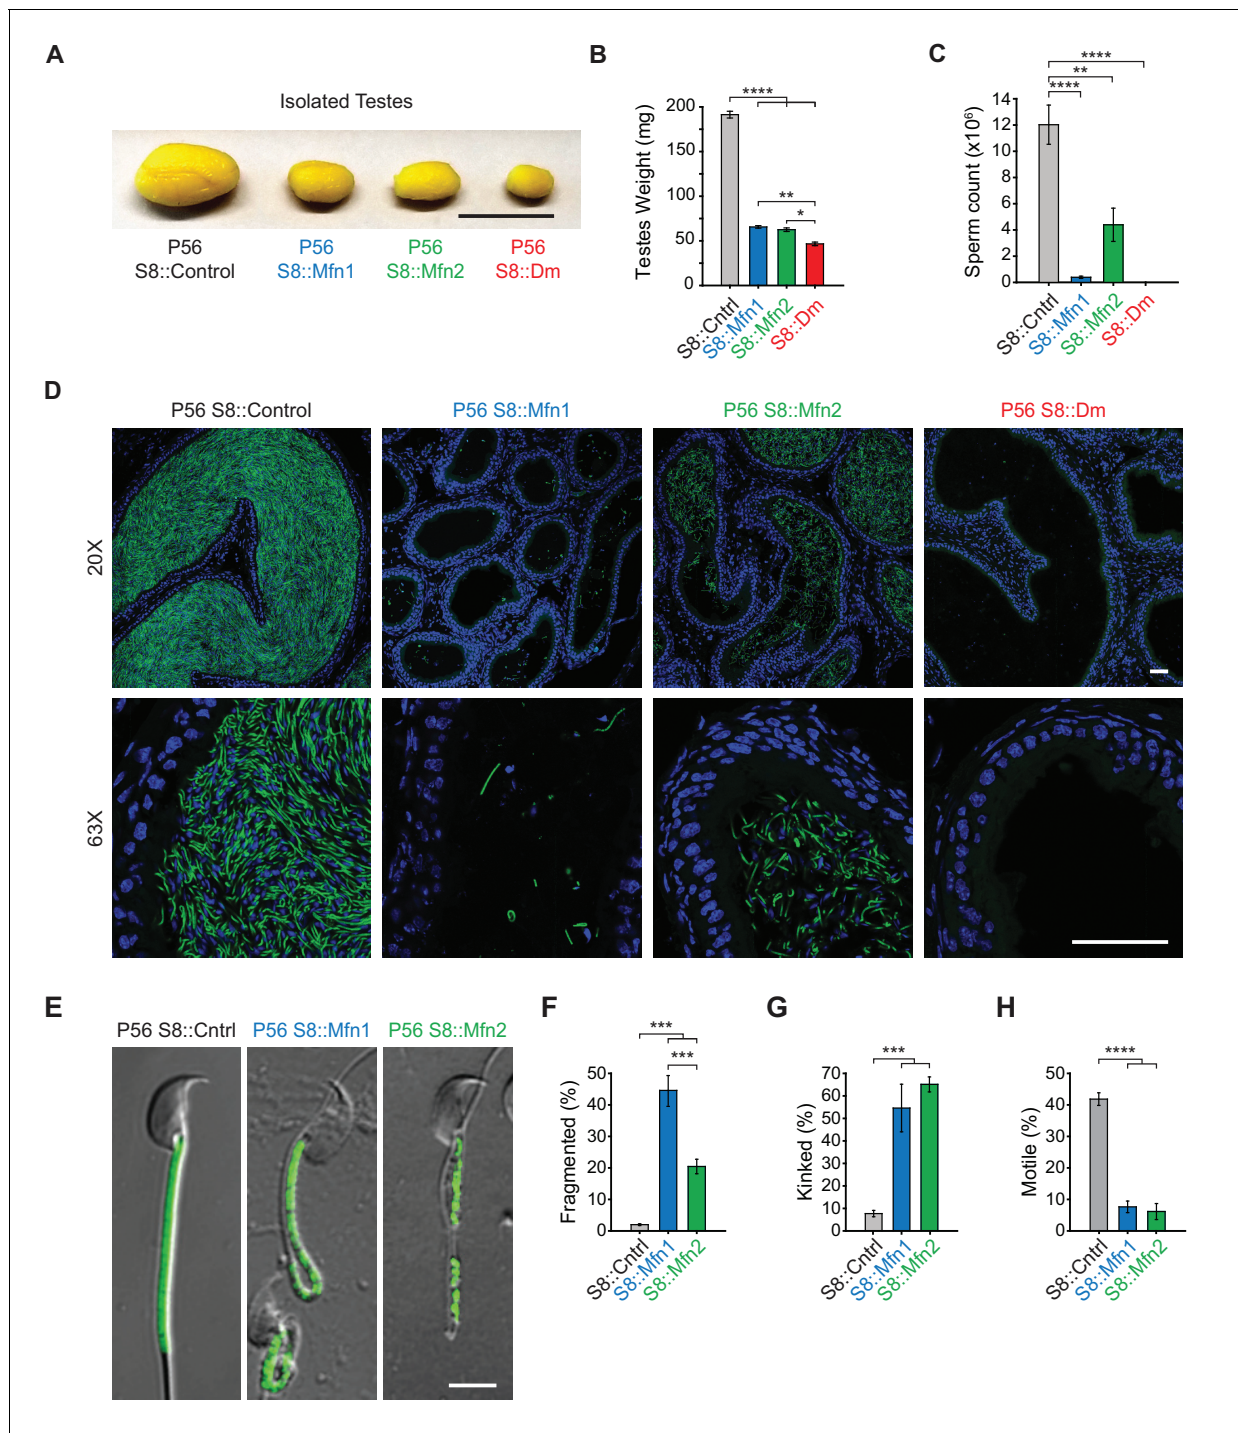 A
Isolated Testes
P56 S8::Control
P56 S8::Mfn1
P56 S8::Mfn2
P56 S8::Dm
B
Testes Weight (mg)
200
150
100
50
0
****
**
*
S8::Cntrl
S8::Mfn1
S8::Mfn2
S8::Dm
C
Sperm count (x10⁶)
14
12
10
8
6
4
2
0
****
**
****
S8::Cntrl
S8::Mfn1
S8::Mfn2
S8::Dm
D
P56 S8::Control
P56 S8::Mfn1
P56 S8::Mfn2
P56 S8::Dm
20X
63X
E
P56 S8::Cntrl
P56 S8::Mfn1
P56 S8::Mfn2
F
Fragmented (%)
50
40
30
20
10
0
***
***
S8::Cntrl
S8::Mfn1
S8::Mfn2
G
Kinked (%)
70
60
50
40
30
20
10
0
***
S8::Cntrl
S8::Mfn1
S8::Mfn2
H
Motile (%)
50
40
30
20
10
0
****
S8::Cntrl
S8::Mfn1
S8::Mfn2